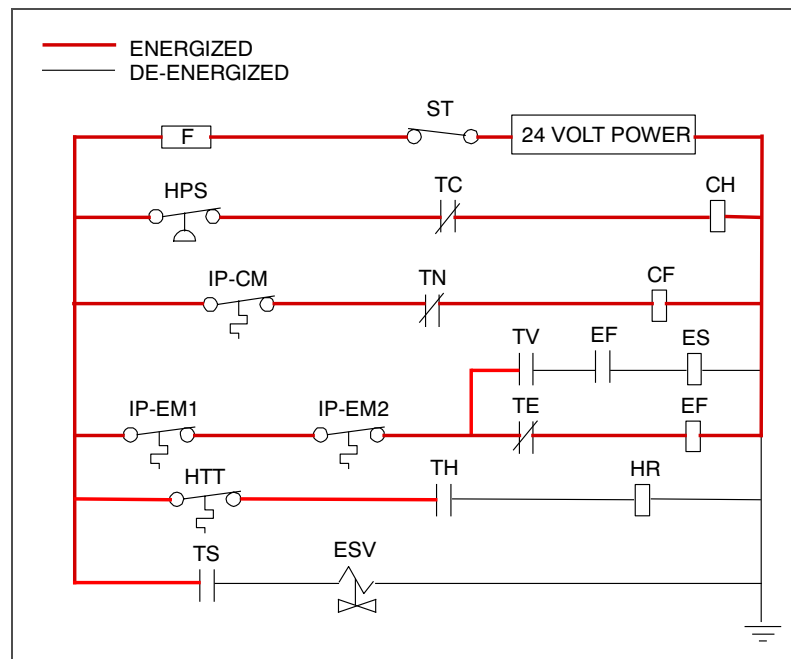 ENERGIZED
DE-ENERGIZED
ST
F
24 VOLT POWER
HPS
TC
CH
IP-CM
TN
CF
TV
EF
ES
IP-EM1
IP-EM2
TE
EF
HTT
TH
HR
TS
ESV